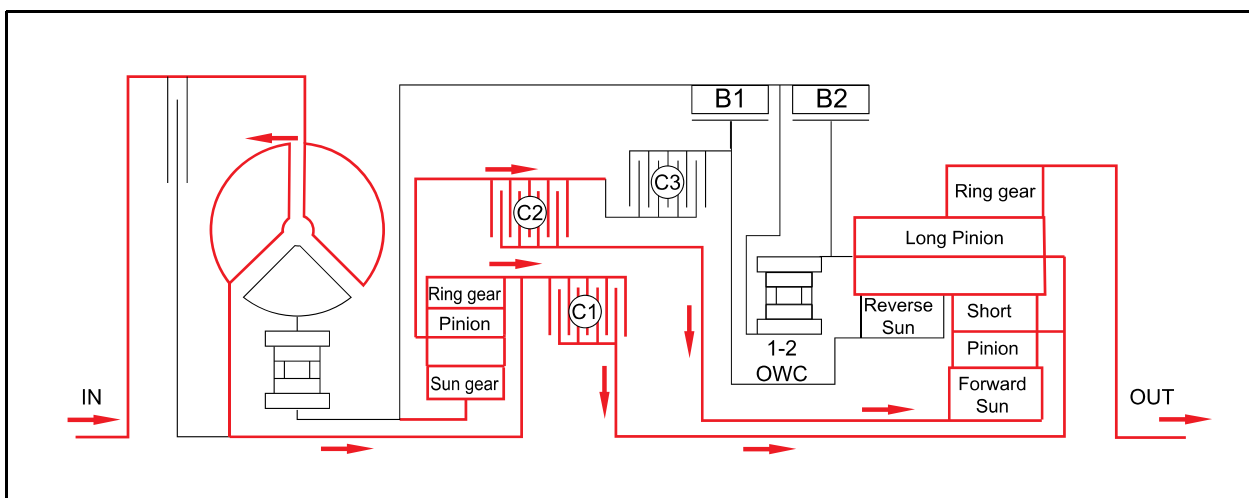 B1
B2
C3
C2
Ring gear
Long Pinion
Ring gear
Pinion
Sun gear
C1
Reverse
Sun
Short
Pinion
1-2
OWC
Forward
Sun
IN
OUT